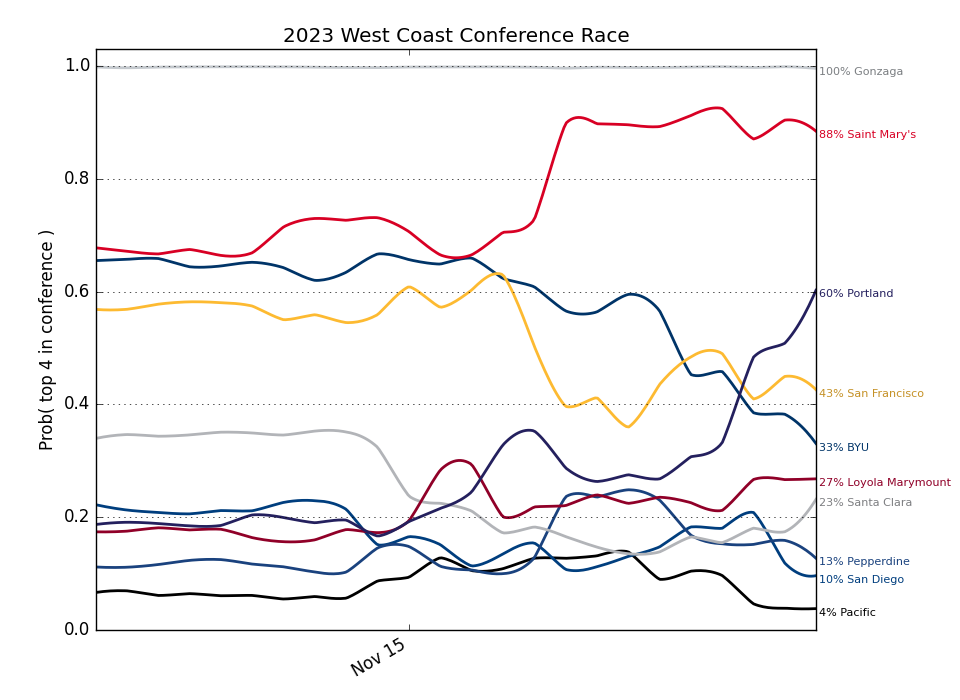 2023 West Coast Conference Race
1.0
0.8
0.6
0.4
0.2
0.0
Prob( top 4 in conference )
Nov 15
100% Gonzaga
88% Saint Mary's
60% Portland
43% San Francisco
33% BYU
27% Loyola Marymount
23% Santa Clara
13% Pepperdine
10% San Diego
4% Pacific